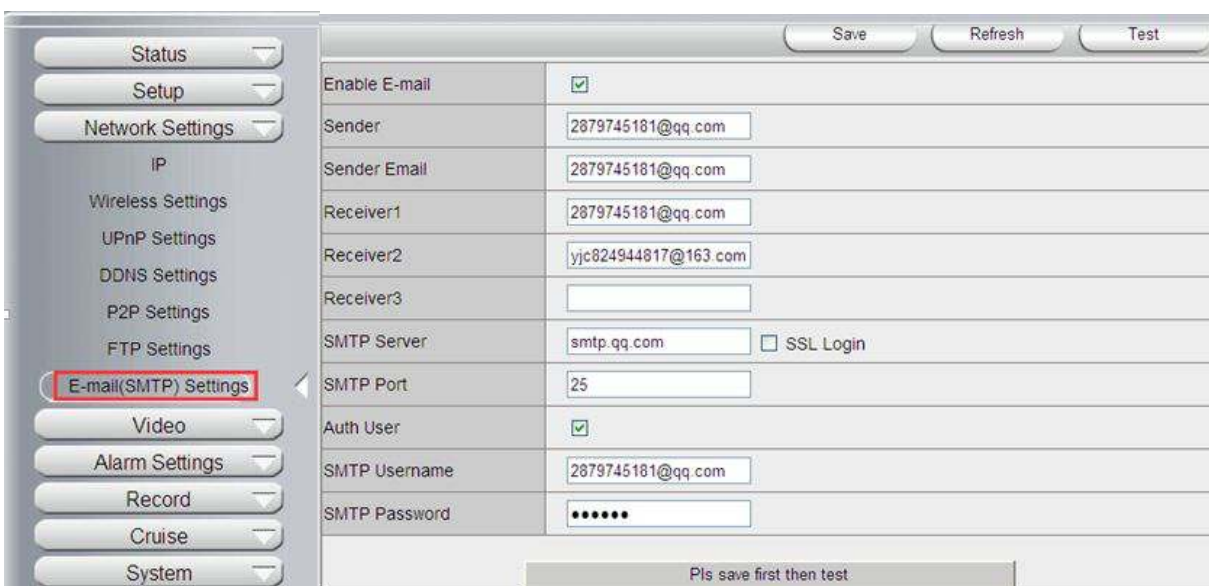 Status
Setup
Network Settings
IP
Wireless Settings
UPnP Settings
DDNS Settings
P2P Settings
FTP Settings
E-mail(SMTP) Settings
Video
Alarm Settings
Record
Cruise
System
Save Refresh Test
Enable E-mail
Sender 2879745181@qq.com
Sender Email 2879745181@qq.com
Receiver1 2879745181@qq.com
Receiver2 yjc824944817@163.com
Receiver3
SMTP Server smtp.qq.com SSL Login
SMTP Port 25
Auth User
SMTP Username 2879745181@qq.com
SMTP Password ••••••
Pls save first then test